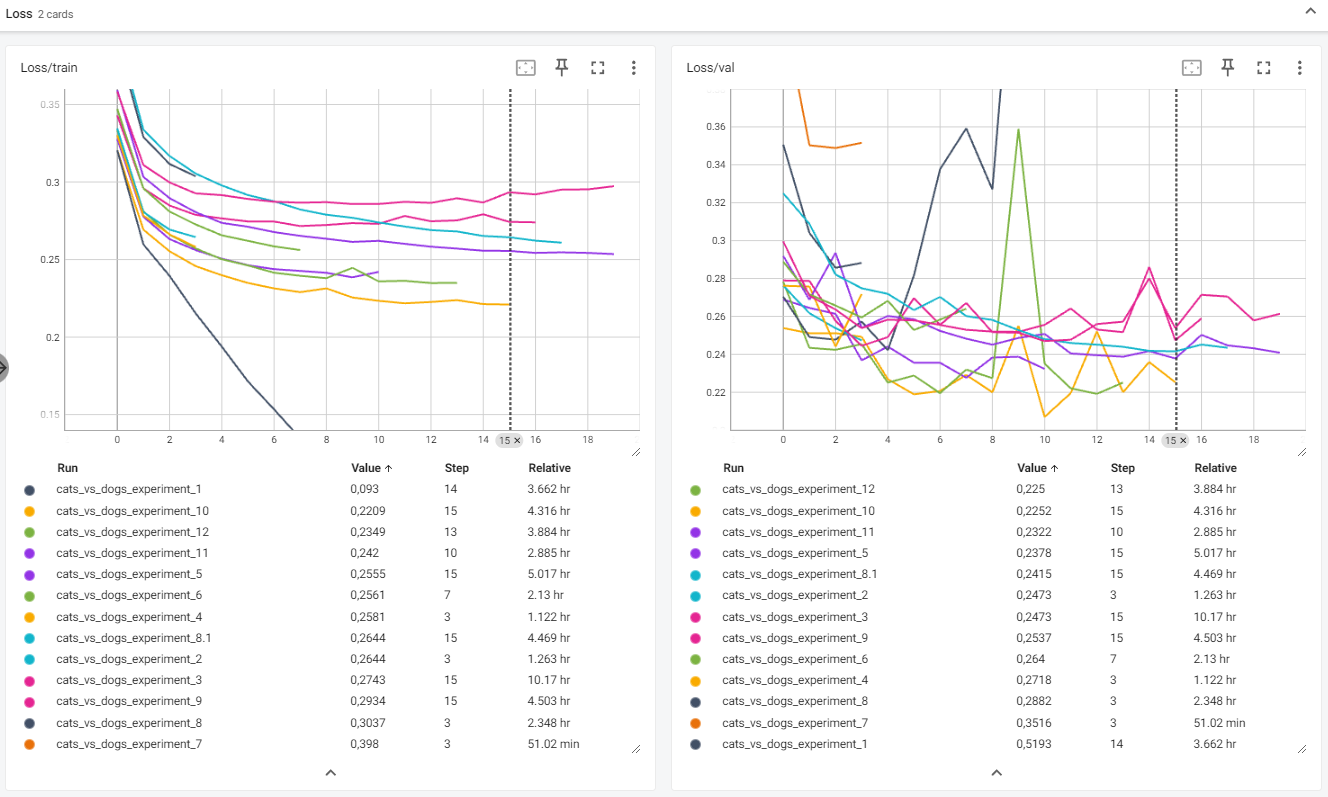 Loss 2 cards
Loss/train
0.35
0.3
0.25
0.2
0.15
0 2 4 6 8 10 12 14 15 × 16 18
Run Value ↑ Step Relative
cats_vs_dogs_experiment_1 0,093 14 3.662 hr
cats_vs_dogs_experiment_10 0,2209 15 4.316 hr
cats_vs_dogs_experiment_12 0,2349 13 3.884 hr
cats_vs_dogs_experiment_11 0,242 10 2.885 hr
cats_vs_dogs_experiment_5 0,2555 15 5.017 hr
cats_vs_dogs_experiment_6 0,2561 7 2.13 hr
cats_vs_dogs_experiment_4 0,2581 3 1.122 hr
cats_vs_dogs_experiment_8.1 0,2644 15 4.469 hr
cats_vs_dogs_experiment_2 0,2644 3 1.263 hr
cats_vs_dogs_experiment_3 0,2743 15 10.17 hr
cats_vs_dogs_experiment_9 0,2934 15 4.503 hr
cats_vs_dogs_experiment_8 0,3037 3 2.348 hr
cats_vs_dogs_experiment_7 0,398 3 51.02 min
Loss/val
0.36
0.34
0.32
0.3
0.28
0.26
0.24
0.22
0 2 4 6 8 10 12 14 15 × 16 18
Run Value ↑ Step Relative
cats_vs_dogs_experiment_12 0,225 13 3.884 hr
cats_vs_dogs_experiment_10 0,2252 15 4.316 hr
cats_vs_dogs_experiment_11 0,2322 10 2.885 hr
cats_vs_dogs_experiment_5 0,2378 15 5.017 hr
cats_vs_dogs_experiment_8.1 0,2415 15 4.469 hr
cats_vs_dogs_experiment_2 0,2473 3 1.263 hr
cats_vs_dogs_experiment_3 0,2473 15 10.17 hr
cats_vs_dogs_experiment_9 0,2537 15 4.503 hr
cats_vs_dogs_experiment_6 0,264 7 2.13 hr
cats_vs_dogs_experiment_4 0,2718 3 1.122 hr
cats_vs_dogs_experiment_8 0,2882 3 2.348 hr
cats_vs_dogs_experiment_7 0,3516 3 51.02 min
cats_vs_dogs_experiment_1 0,5193 14 3.662 hr